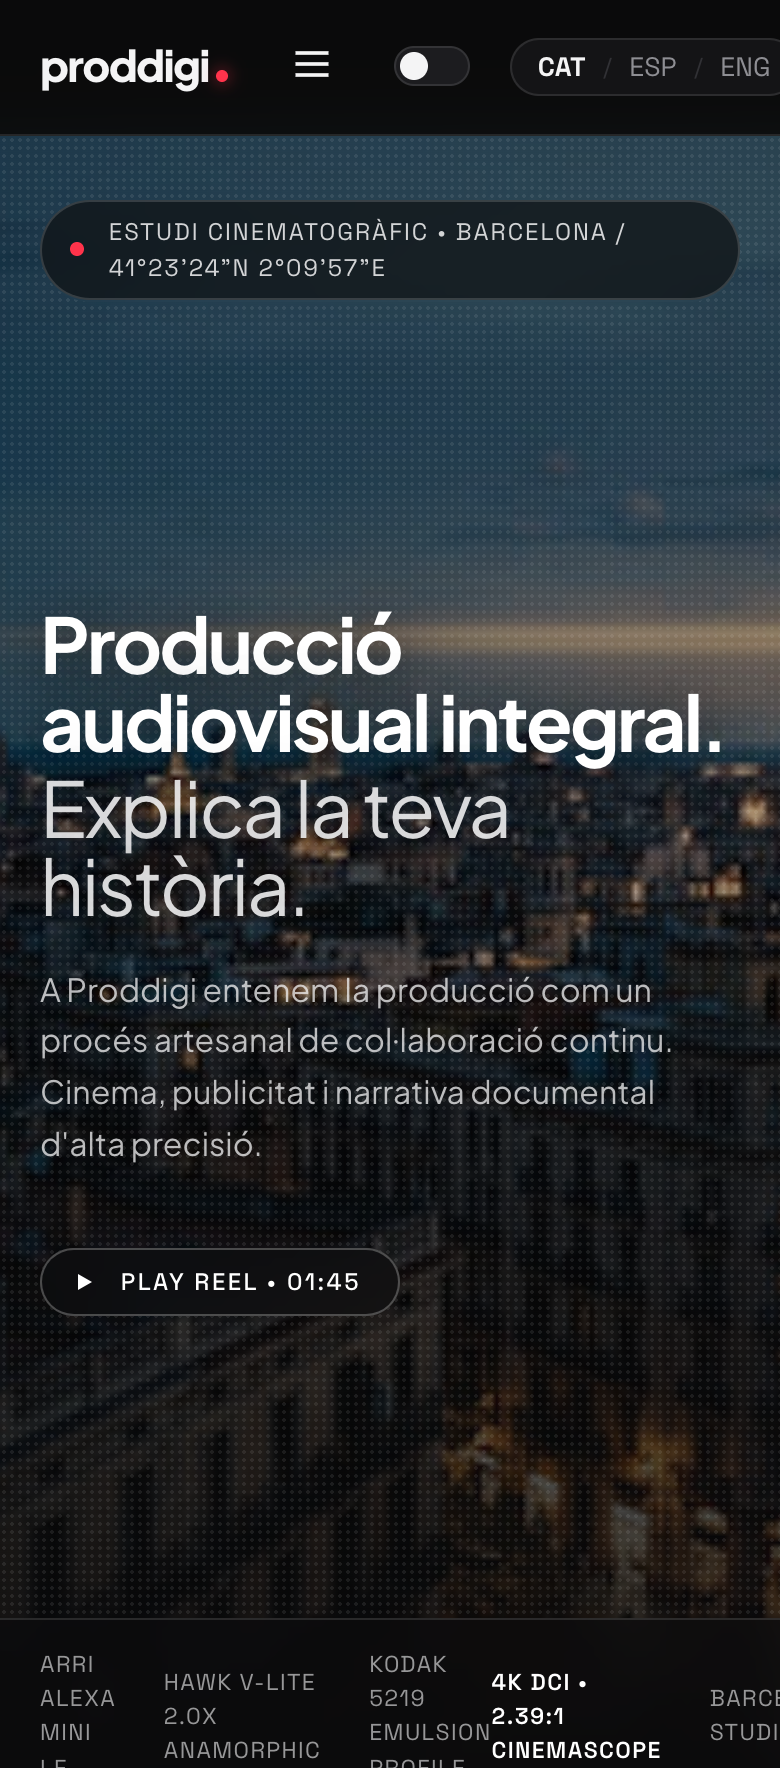 proddigi.
CAT / ESP / ENG
ESTUDI CINEMATOGRÀFIC • BARCELONA /
41°23’24”N 2°09’57”E
Producció
audiovisual integral.
Explica la teva
història.
A Proddigi entenem la producció com un
procés artesanal de col·laboració continu.
Cinema, publicitat i narrativa documental
d'alta precisió.
PLAY REEL • 01:45
ARRI
ALEXA
MINI
LF
HAWK V-LITE
2.0X
ANAMORPHIC
KODAK
5219
EMULSION
PROFILE
4K DCI •
2.39:1
CINEMASCOPE